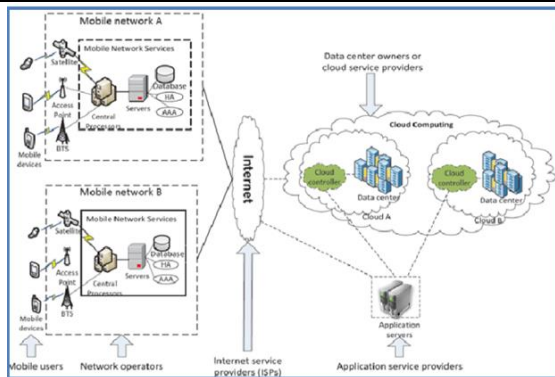 Mobile network A
Mobile Network Services
Satellite
Database
HA
AAA
Servers
Access
Point
Central
Processors
BTS
Mobile
devices
Mobile network B
Mobile Network Services
Satellite
Database
HA
AAA
Servers
Access
Point
Central
Processors
BTS
Mobile
devices
Internet
Data center owners or
cloud service providers
Cloud Computing
Cloud
controller
Data center
Cloud A
Cloud
controller
Data center
Cloud B
Application
servers
Mobile users
Network operators
Internet service
providers (ISPs)
Application service providers